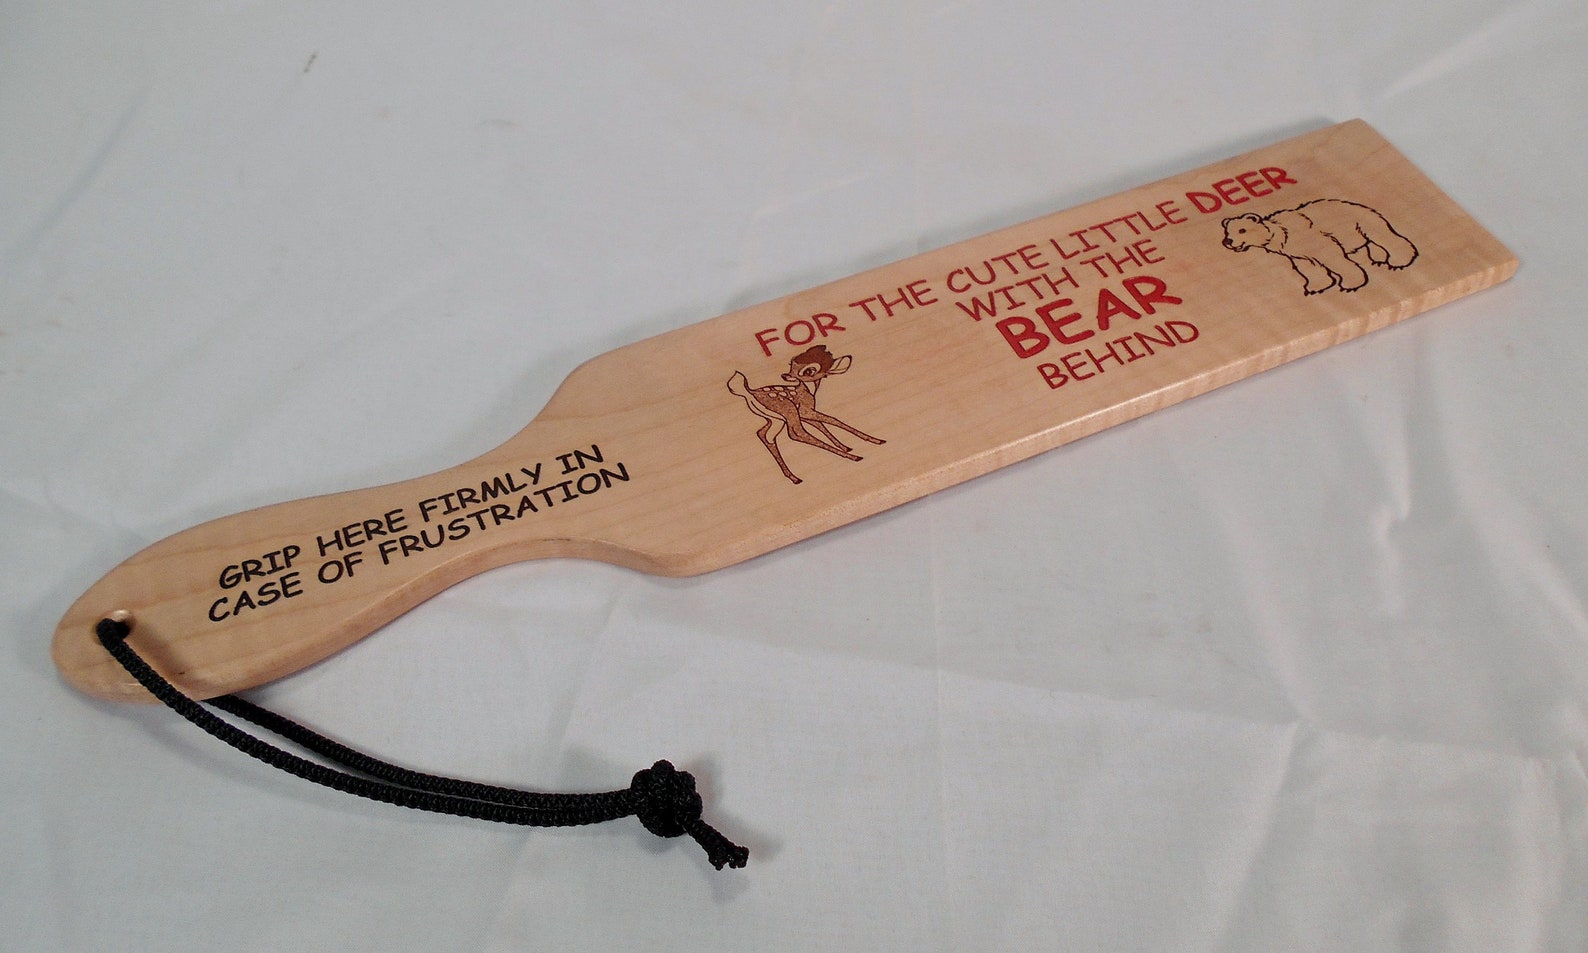 FOR THE CUTE LITTLE DEER
WITH THE
BEAR
BEHIND
GRIP HERE FIRMLY IN
CASE OF FRUSTRATION